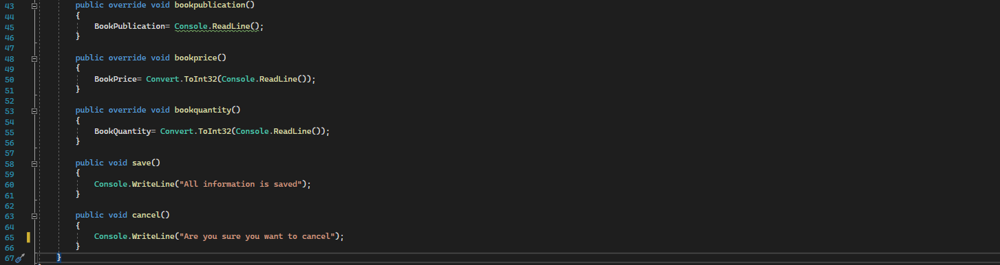 43 public override void bookpublication()
44 {
45 BookPublication= Console.ReadLine();
46 }
47
48 public override void bookprice()
49 {
50 BookPrice= Convert.ToInt32(Console.ReadLine());
51 }
52
53 public override void bookquantity()
54 {
55 BookQuantity= Convert.ToInt32(Console.ReadLine());
56 }
57
58 public void save()
59 {
60 Console.WriteLine("All information is saved");
61 }
62
63 public void cancel()
64 {
65 Console.WriteLine("Are you sure you want to cancel");
66 }
67 }